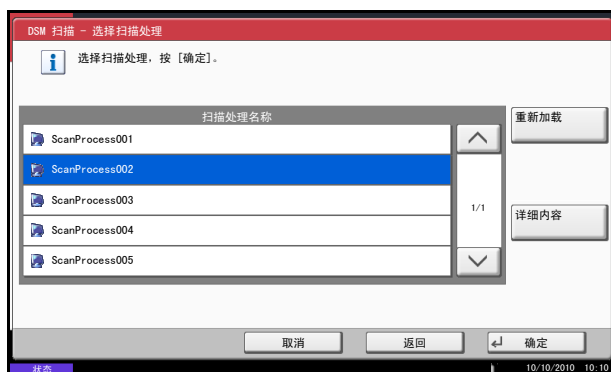 DSM 扫描 - 选择扫描处理
选择扫描处理，按 [确定]。
扫描处理名称
重新加载
ScanProcess001
ScanProcess002
ScanProcess003
1/1
详细内容
ScanProcess004
ScanProcess005
取消
返回
确定
状态
10/10/2010 10:10